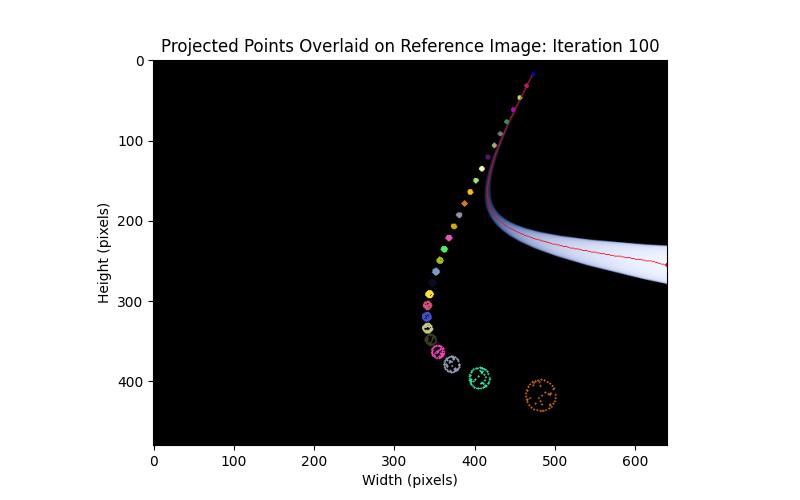 Projected Points Overlaid on Reference Image: Iteration 100
0
100
200
300
400
Height (pixels)
0 100 200 300 400 500 600
Width (pixels)